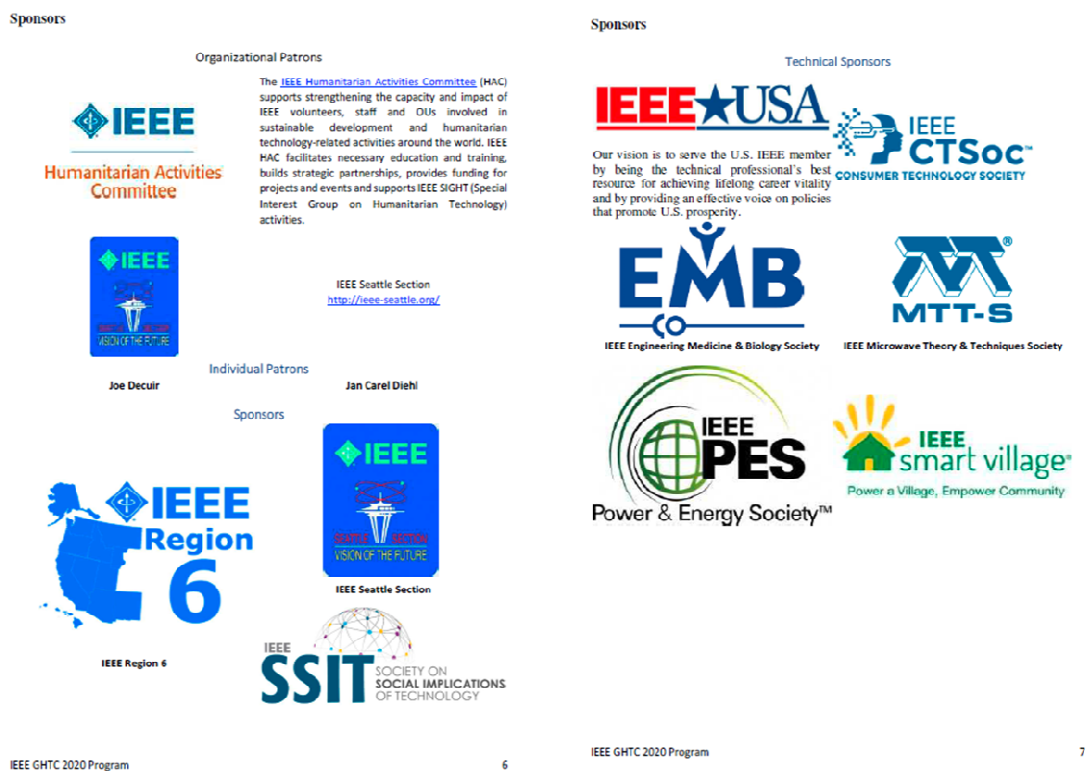 Sponsors
Organizational Patrons
IEEE
Humanitarian Activities
Committee
The IEEE Humanitarian Activities Committee (HAC)
supports strengthening the capacity and impact of
IEEE volunteers, staff and OUs involved in
sustainable development and humanitarian
technology-related activities around the world. IEEE
HAC facilitates necessary education and training,
builds strategic partnerships, provides funding for
projects and events and supports IEEE SIGHT (Special
Interest Group on Humanitarian Technology)
activities.
IEEE
SEATTLE SECTION
VISION OF THE FUTURE
IEEE Seattle Section
http://ieee-seattle.org/
Individual Patrons
Joe Decuir
Jan Carel Diehl
Sponsors
IEEE
Region
6
IEEE Region 6
IEEE
SEATTLE SECTION
VISION OF THE FUTURE
IEEE Seattle Section
IEEE
SSIT
SOCIETY ON
SOCIAL IMPLICATIONS
OF TECHNOLOGY
IEEE GHTC 2020 Program
6
Sponsors
Technical Sponsors
IEEE USA
Our vision is to serve the U.S. IEEE member
by being the technical professional's best
resource for achieving lifelong career vitality
and by providing an effective voice on policies
that promote U.S. prosperity.
IEEE
CTSoc™
CONSUMER TECHNOLOGY SOCIETY
EMB
IEEE Engineering Medicine & Biology Society
®
MTT-S
IEEE Microwave Theory & Techniques Society
IEEE
PES
Power & Energy Society™
IEEE
smart village®
Power a Village, Empower Community
IEEE GHTC 2020 Program
7